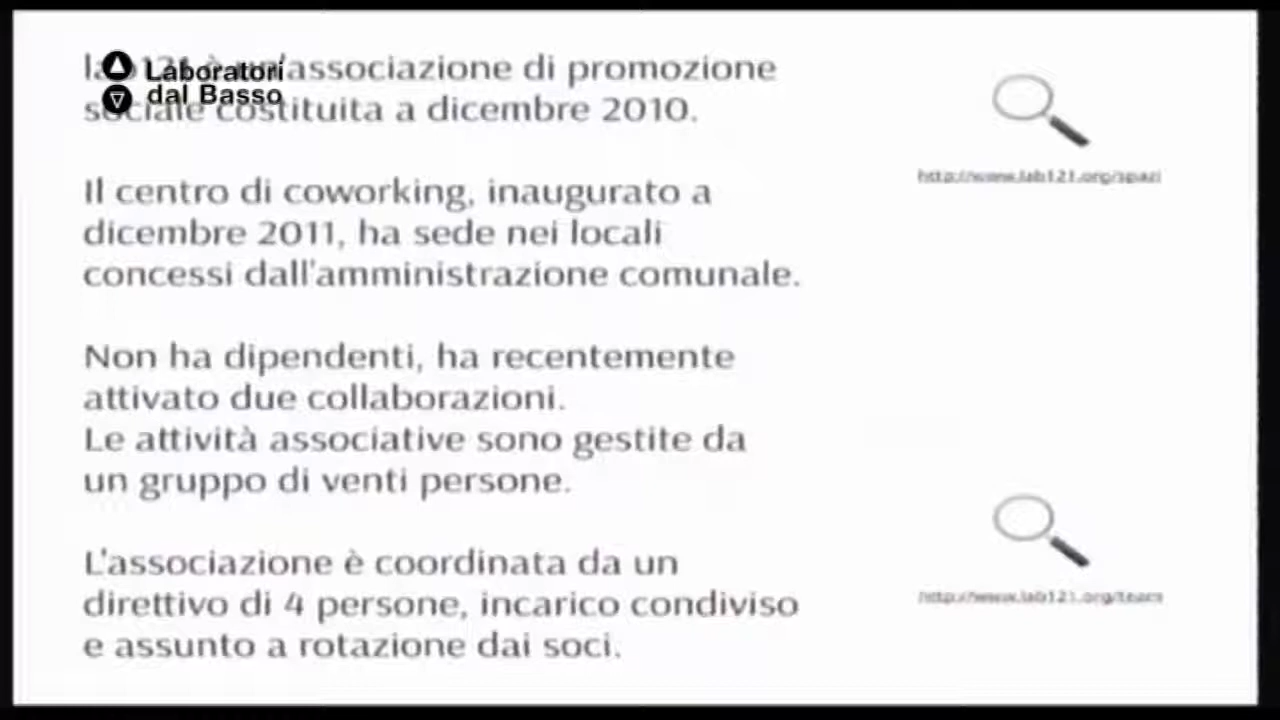 lab121 è un'associazione di promozione
sociale costituita a dicembre 2010.
Laboratori
dal Basso
http://www.lab121.org/spazi
Il centro di coworking, inaugurato a
dicembre 2011, ha sede nei locali
concessi dall'amministrazione comunale.
Non ha dipendenti, ha recentemente
attivato due collaborazioni.
Le attività associative sono gestite da
un gruppo di venti persone.
L'associazione è coordinata da un
direttivo di 4 persone, incarico condiviso
e assunto a rotazione dai soci.
http://www.lab121.org/team